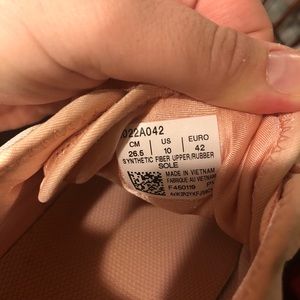 022A042
CM US EURO
26.5 10 42
SYNTHETIC FIBER UPPER/RUBBER
SOLE
MADE IN VIETNAM
FABRIQUE AU VIETNAM
F450119